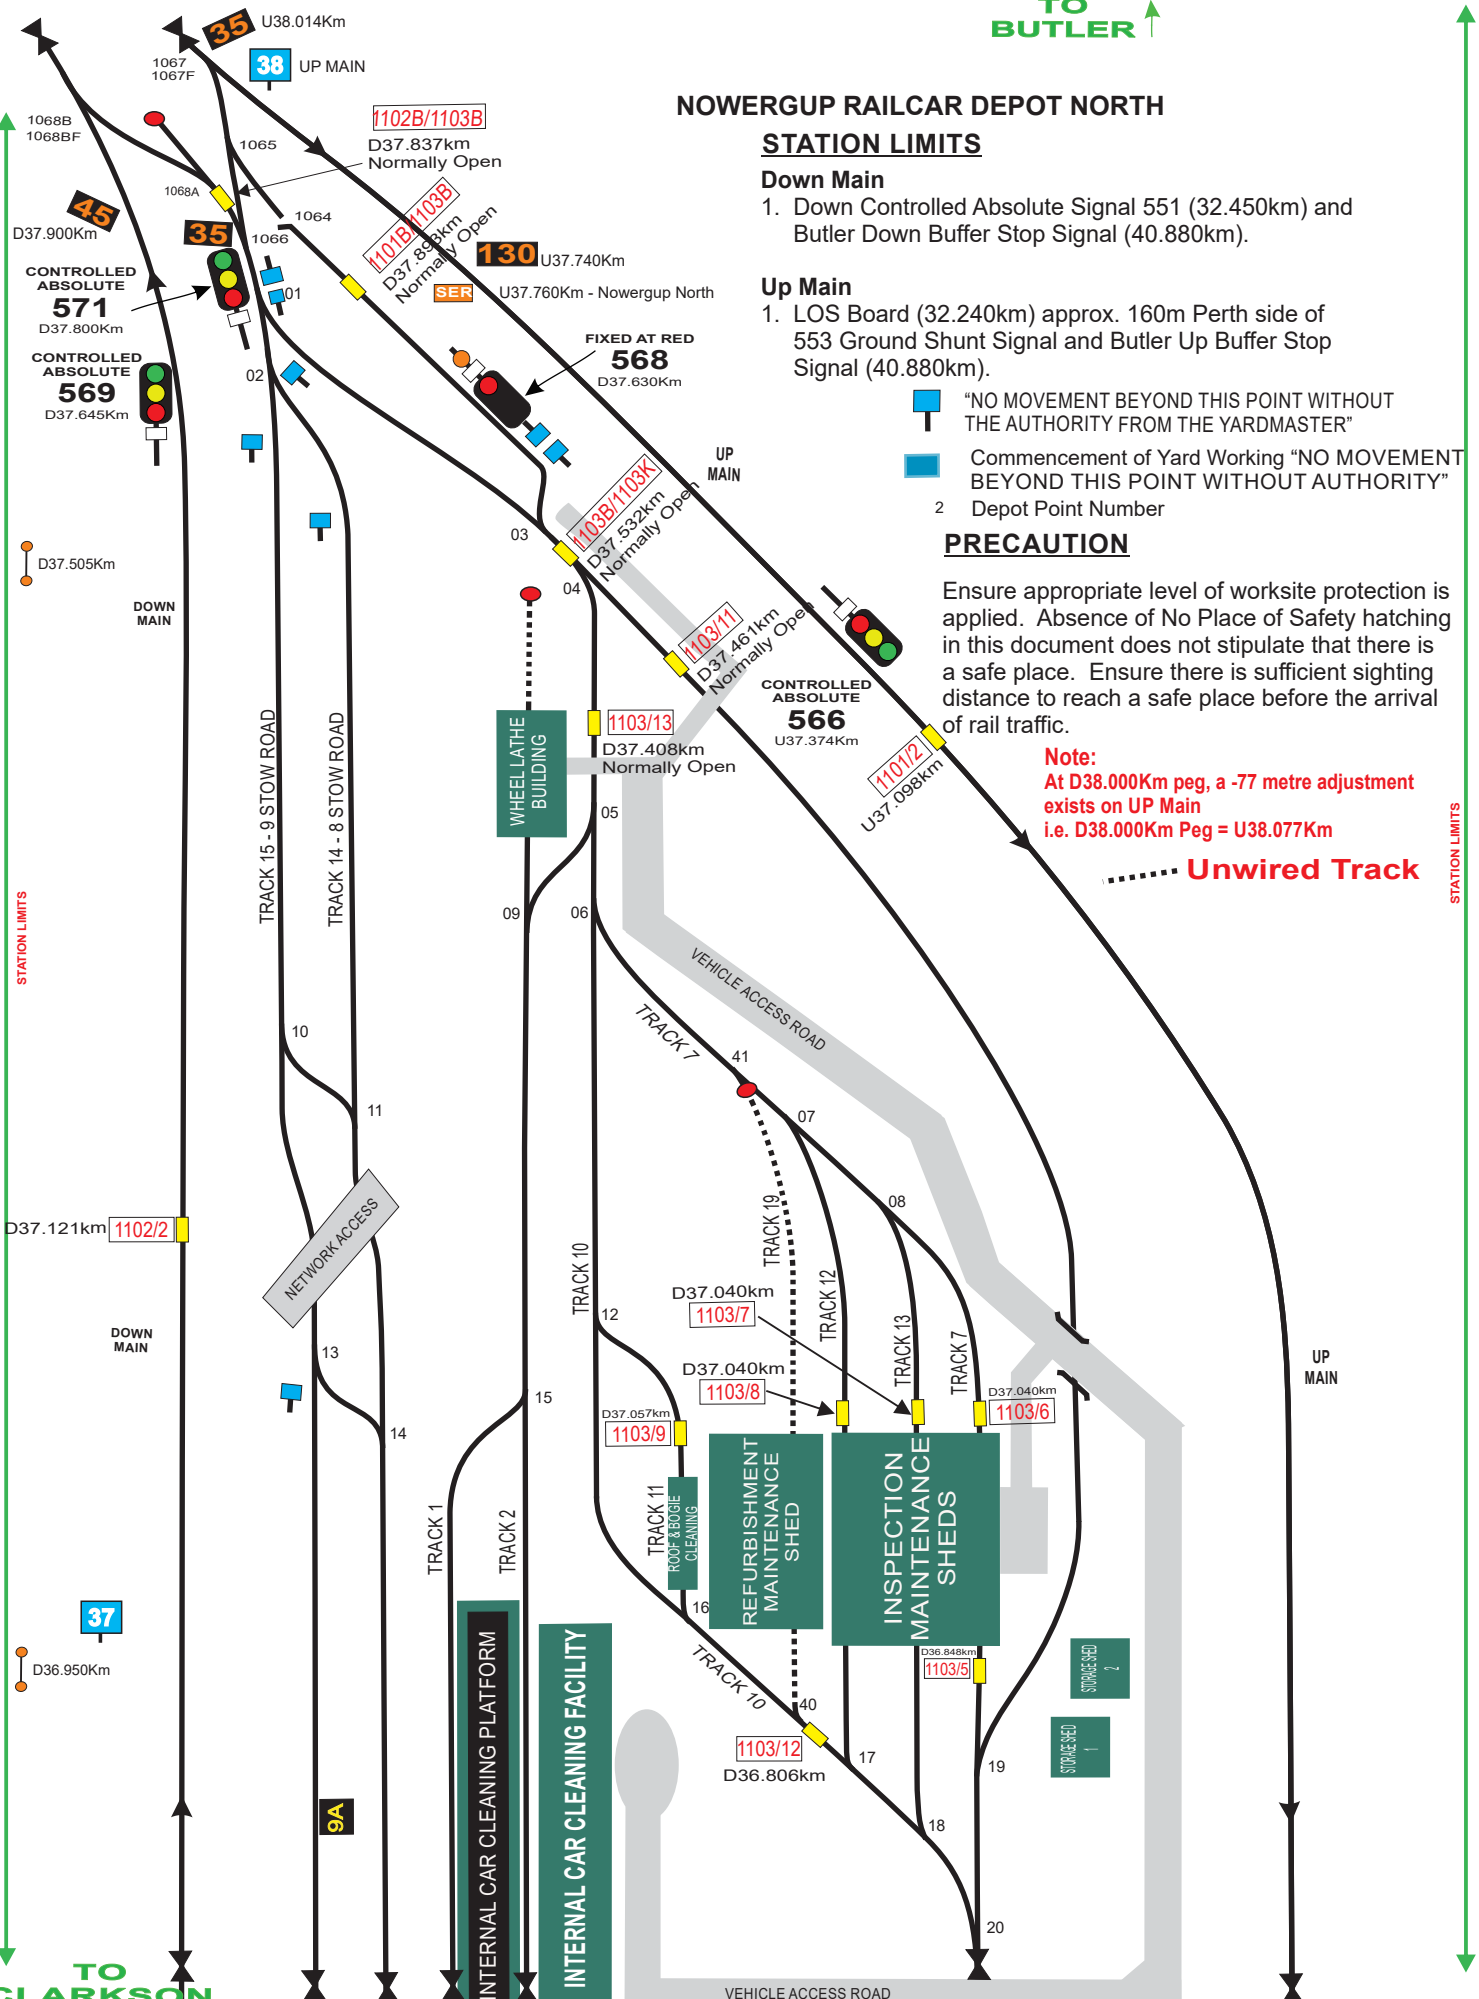 TO
BUTLER
35
U38.014Km
1067
1067F
38
UP MAIN
NOWERGUP RAILCAR DEPOT NORTH
STATION LIMITS
Down Main
1. Down Controlled Absolute Signal 551 (32.450km) and
Butler Down Buffer Stop Signal (40.880km).
Up Main
1. LOS Board (32.240km) approx. 160m Perth side of
553 Ground Shunt Signal and Butler Up Buffer Stop
Signal (40.880km).
“NO MOVEMENT BEYOND THIS POINT WITHOUT
THE AUTHORITY FROM THE YARDMASTER”
Commencement of Yard Working “NO MOVEMENT
BEYOND THIS POINT WITHOUT AUTHORITY”
2 Depot Point Number
PRECAUTION
Ensure appropriate level of worksite protection is
applied. Absence of No Place of Safety hatching
in this document does not stipulate that there is
a safe place. Ensure there is sufficient sighting
distance to reach a safe place before the arrival
of rail traffic.
Note:
At D38.000Km peg, a -77 metre adjustment
exists on UP Main
i.e. D38.000Km Peg = U38.077Km
Unwired Track
STATION LIMITS
1068B
1068BF
1102B/1103B
D37.837km
Normally Open
1065
1068A
1064
1066
45
D37.900Km
35
1101B/1103B
D37.893km
Normally Open
130
U37.740Km
SER
U37.760Km - Nowergup North
CONTROLLED
ABSOLUTE
571
D37.800Km
01
CONTROLLED
ABSOLUTE
569
D37.645Km
02
FIXED AT RED
568
D37.630Km
UP
MAIN
1103B/1103K
D37.532km
Normally Open
03
04
D37.505Km
DOWN
MAIN
1103/11
D37.461km
Normally Open
CONTROLLED
ABSOLUTE
566
U37.374Km
1101/2
U37.098km
1103/13
D37.408km
Normally Open
WHEEL LATHE
BUILDING
TRACK 15 - 9 STOW ROAD
TRACK 14 - 8 STOW ROAD
05
09
06
STATION LIMITS
VEHICLE ACCESS ROAD
TRACK 7
10
41
11
07
NETWORK ACCESS
08
D37.121km
1102/2
TRACK 19
TRACK 10
TRACK 12
D37.040km
1103/7
TRACK 13
TRACK 7
12
DOWN
MAIN
13
D37.040km
1103/8
D37.040km
1103/6
UP
MAIN
15
D37.057km
1103/9
14
TRACK 1
TRACK 2
TRACK 11
ROOF & BOGIE
CLEANING
REFURBISHMENT
MAINTENANCE
SHED
INSPECTION
MAINTENANCE
SHEDS
16
37
D36.950Km
TRACK 10
D36.848km
1103/5
STORAGE SHED
2
STORAGE SHED
1
40
1103/12
D36.806km
17
19
18
9A
INTERNAL CAR CLEANING PLATFORM
INTERNAL CAR CLEANING FACILITY
20
TO
CLARKSON
VEHICLE ACCESS ROAD